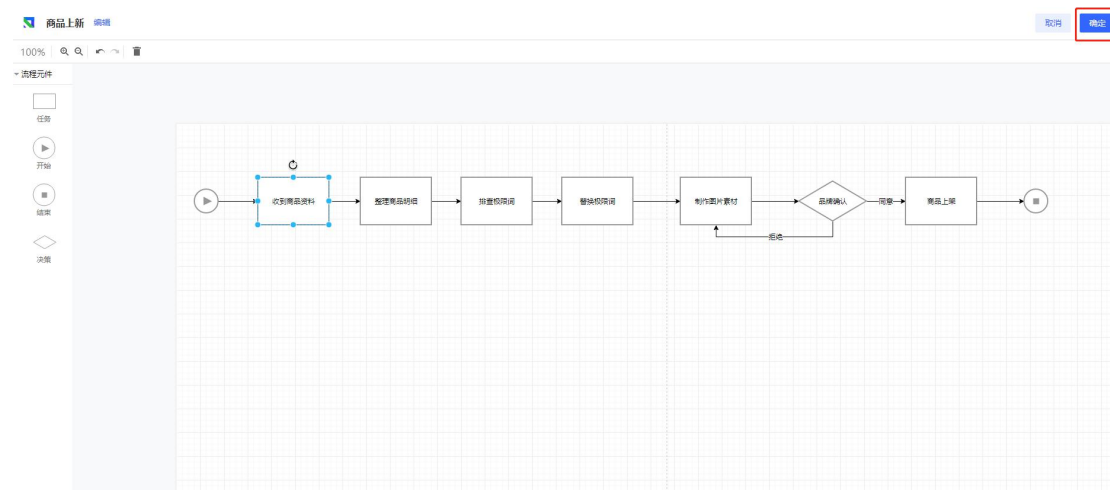 商品上新 编辑
取消 确定
100%
流程元件
任务
开始
结束
决策
收到商品资料
整理商品明细
排查极限词
替换极限词
制作图片素材
品牌确认
同意
商品上架
拒绝